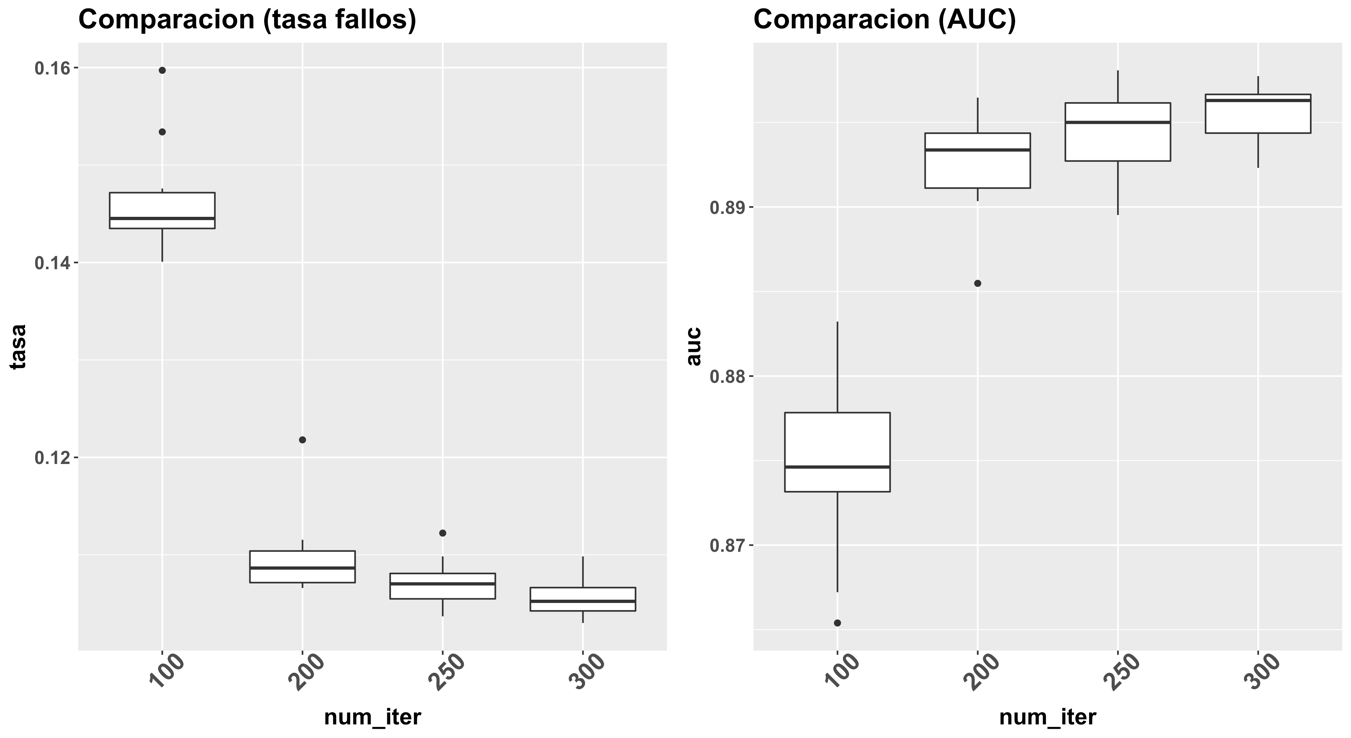 Comparacion (tasa fallos)
0.16
0.14
0.12
tasa
100
200
250
300
num_iter
Comparacion (AUC)
0.89
0.88
0.87
auc
100
200
250
300
num_iter